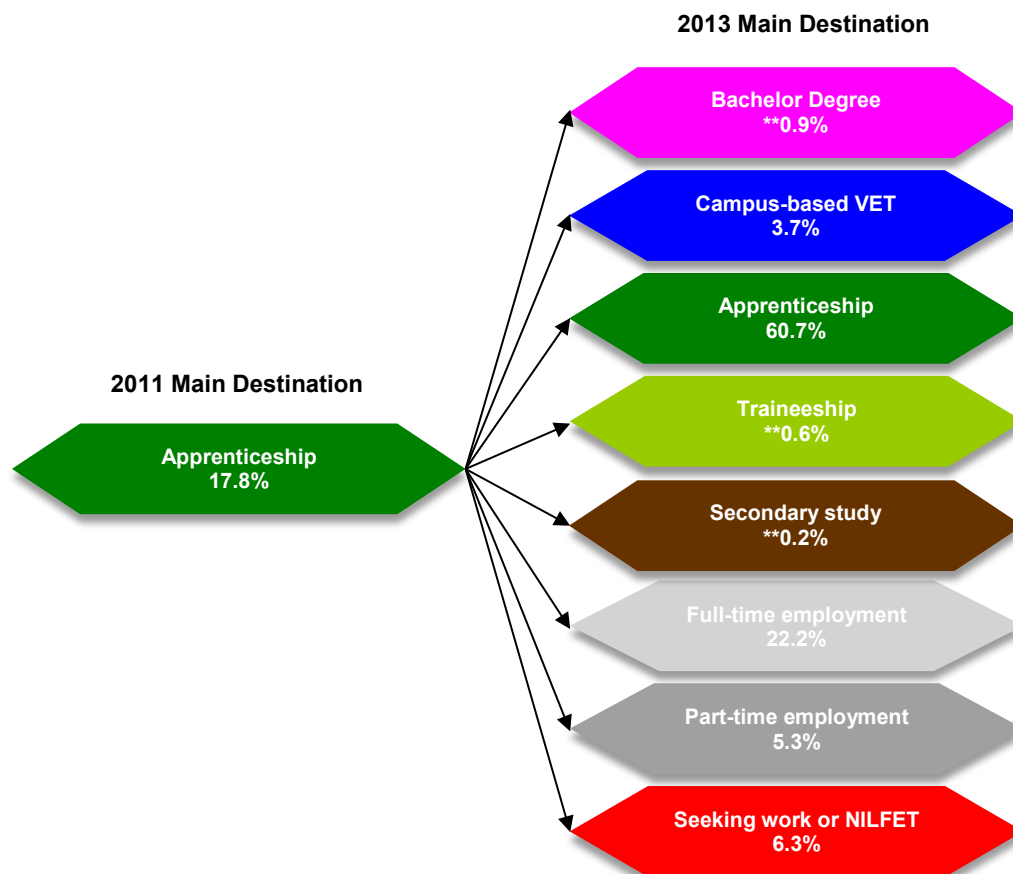 2013 Main Destination
Bachelor Degree
**0.9%
Campus-based VET
3.7%
Apprenticeship
60.7%
2011 Main Destination
Apprenticeship
17.8%
Traineeship
**0.6%
Secondary study
**0.2%
Full-time employment
22.2%
Part-time employment
5.3%
Seeking work or NILFET
6.3%